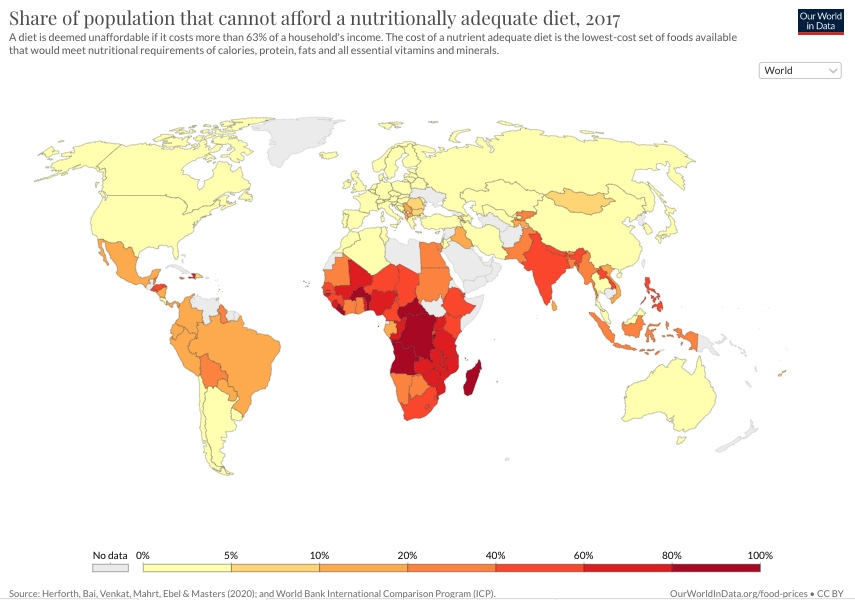 Share of population that cannot afford a nutritionally adequate diet, 2017
Our World
in Data
A diet is deemed unaffordable if it costs more than 63% of a household's income. The cost of a nutrient adequate diet is the lowest-cost set of foods available
that would meet nutritional requirements of calories, protein, fats and all essential vitamins and minerals.
World
No data 0% 5% 10% 20% 40% 60% 80% 100%
Source: Herforth, Bai, Venkat, Mahrt, Ebel & Masters (2020); and World Bank International Comparison Program (ICP).
OurWorldInData.org/food-prices • CC BY